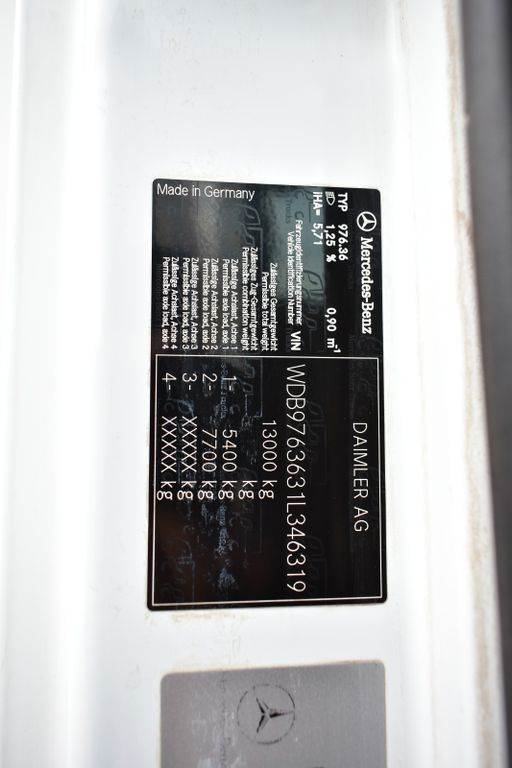 Mercedes-Benz
DAIMLER AG
TYP 976.36
1,25 % 0,90 m⁻¹
iHA= 5,71
Fahrzeugidentifizierungsnummer
Vehicle Identification Number VIN WDB9763631L346319
Zulässiges Gesamtgewicht
Permissible total weight 13000 kg
Zulässiges Zug-Gesamtgewicht
Permissible combination weight kg
Zulässige Achslast, Achse 1
Permissible axle load, axle 1 1- 5400 kg
Zulässige Achslast, Achse 2
Permissible axle load, axle 2 2- 7700 kg
Zulässige Achslast, Achse 3
Permissible axle load, axle 3 3- XXXXX kg
Zulässige Achslast, Achse 4
Permissible axle load, axle 4 4- XXXXX kg
Made in Germany